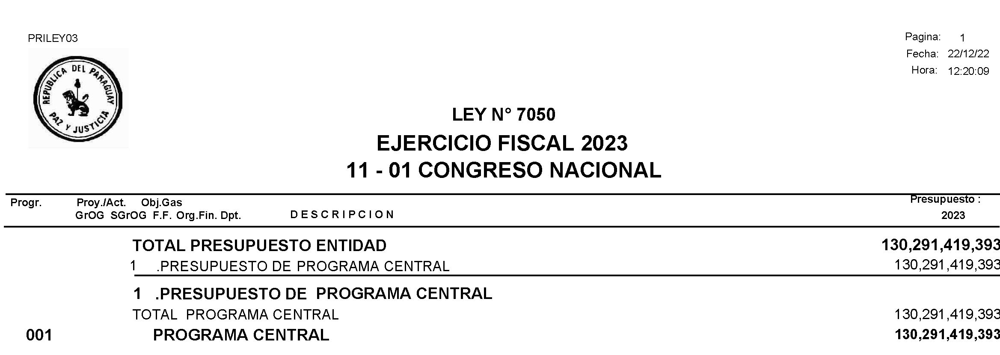 PRILEY03
Pagina: 1
Fecha: 22/12/22
Hora: 12:20:09
REPUBLICA DEL PARAGUAY
PAZ Y JUSTICIA
LEY N° 7050
EJERCICIO FISCAL 2023
11 - 01 CONGRESO NACIONAL
Progr. Proy./Act. Obj.Gas Presupuesto :
GrOG SGrOG F.F. Org.Fin. Dpt. D E S C R I P C I O N 2023
TOTAL PRESUPUESTO ENTIDAD 130,291,419,393
1 .PRESUPUESTO DE PROGRAMA CENTRAL 130,291,419,393
1 .PRESUPUESTO DE PROGRAMA CENTRAL
TOTAL PROGRAMA CENTRAL 130,291,419,393
001 PROGRAMA CENTRAL 130,291,419,393